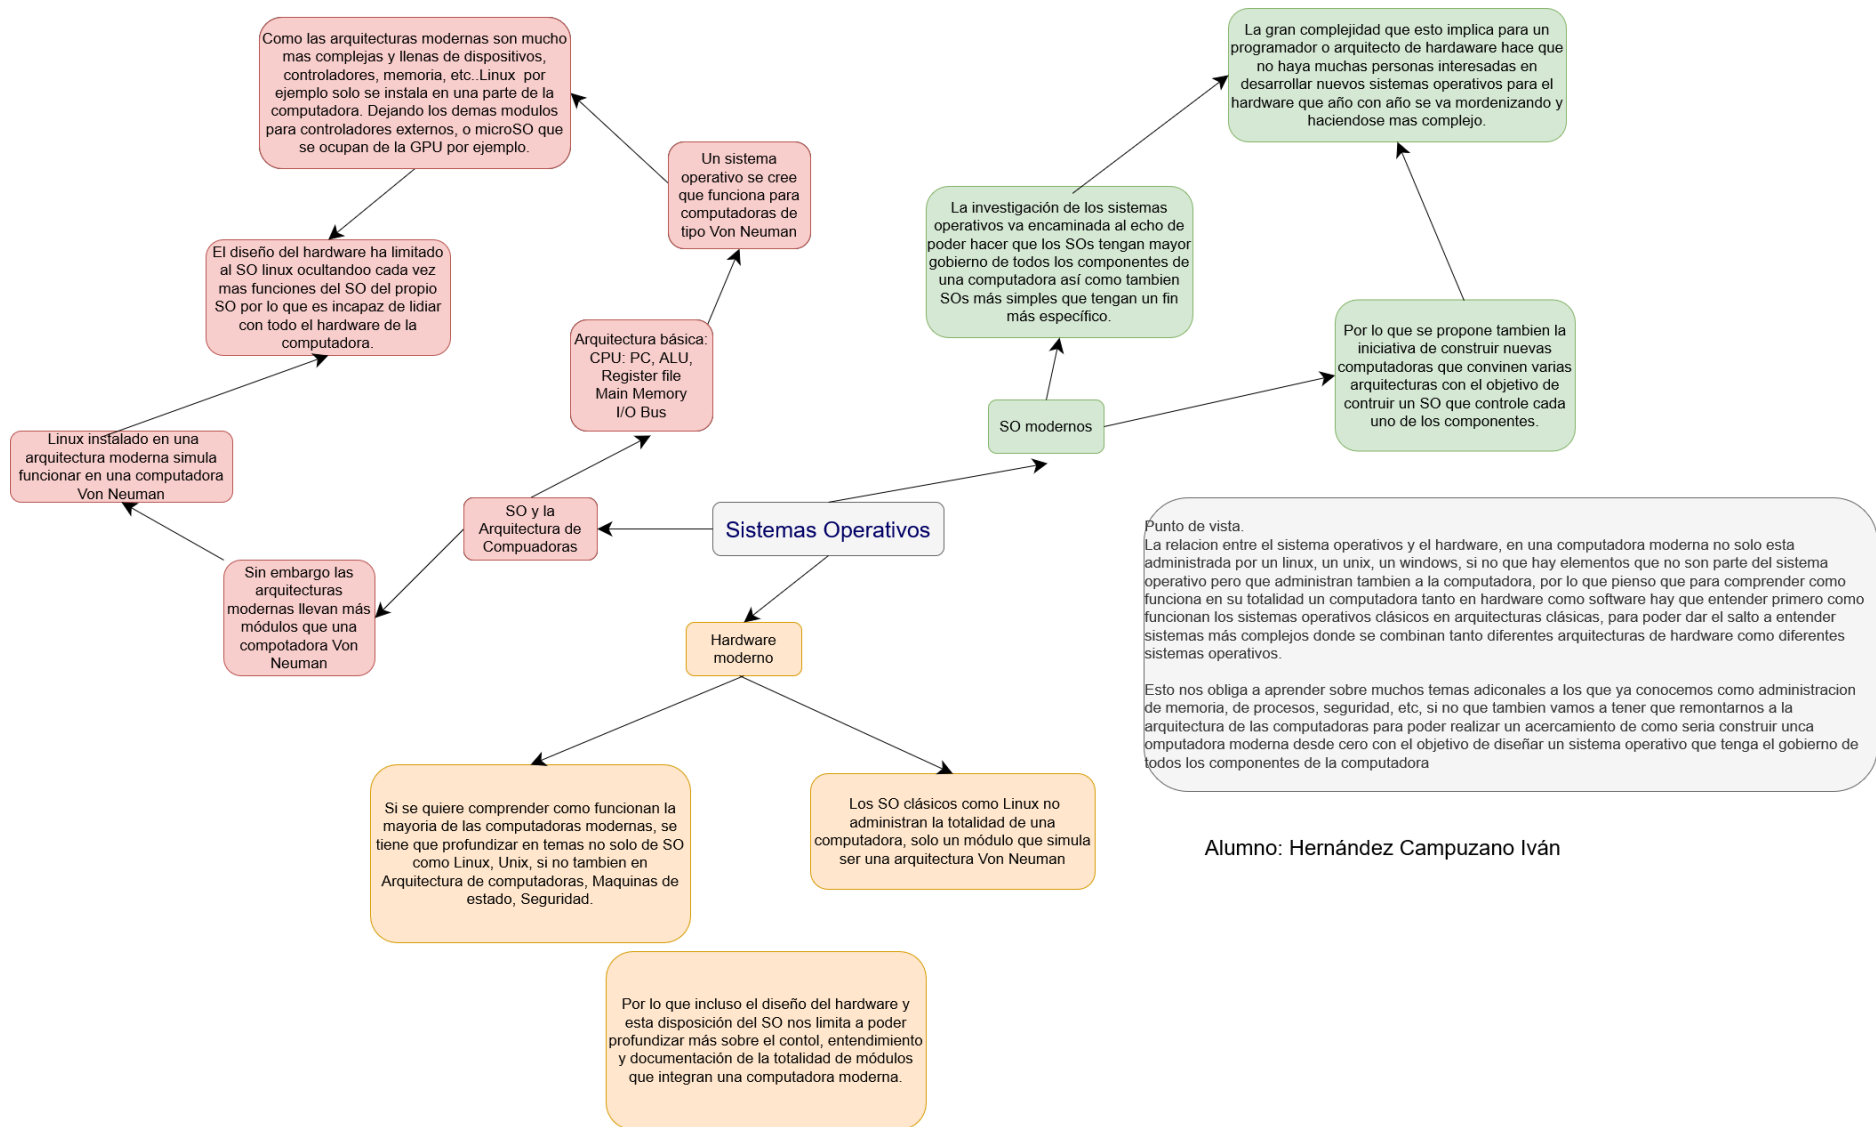 Como las arquitecturas modernas son mucho
mas complejas y llenas de dispositivos,
controladores, memoria, etc..Linux por
ejemplo solo se instala en una parte de la
computadora. Dejando los demas modulos
para controladores externos, o microSO que
se ocupan de la GPU por ejemplo.
Un sistema
operativo se cree
que funciona para
computadoras de
tipo Von Neuman
El diseño del hardware ha limitado
al SO linux ocultandoo cada vez
mas funciones del SO del propio
SO por lo que es incapaz de lidiar
con todo el hardware de la
computadora.
Arquitectura básica:
CPU: PC, ALU,
Register file
Main Memory
I/O Bus
Linux instalado en una
arquitectura moderna simula
funcionar en una computadora
Von Neuman
SO y la
Arquitectura de
Compuadoras
Sin embargo las
arquitecturas
modernas llevan más
módulos que una
compotadora Von
Neuman
La gran complejidad que esto implica para un
programador o arquitecto de hardaware hace que
no haya muchas personas interesadas en
desarrollar nuevos sistemas operativos para el
hardware que año con año se va mordenizando y
haciendose mas complejo.
La investigación de los sistemas
operativos va encaminada al echo de
poder hacer que los SOs tengan mayor
gobierno de todos los componentes de
una computadora así como tambien
SOs más simples que tengan un fin
más específico.
Por lo que se propone tambien la
iniciativa de construir nuevas
computadoras que convinen varias
arquitecturas con el objetivo de
contruir un SO que controle cada
uno de los componentes.
SO modernos
Sistemas Operativos
Hardware
moderno
Si se quiere comprender como funcionan la
mayoria de las computadoras modernas, se
tiene que profundizar en temas no solo de SO
como Linux, Unix, si no tambien en
Arquitectura de computadoras, Maquinas de
estado, Seguridad.
Los SO clásicos como Linux no
administran la totalidad de una
computadora, solo un módulo que simula
ser una arquitectura Von Neuman
Por lo que incluso el diseño del hardware y
esta disposición del SO nos limita a poder
profundizar más sobre el contol, entendimiento
y documentación de la totalidad de módulos
que integran una computadora moderna.
Punto de vista.
La relacion entre el sistema operativos y el hardware, en una computadora moderna no solo esta
administrada por un linux, un unix, un windows, si no que hay elementos que no son parte del sistema
operativo pero que administran tambien a la computadora, por lo que pienso que para comprender como
funciona en su totalidad un computadora tanto en hardware como software hay que entender primero como
funcionan los sistemas operativos clásicos en arquitecturas clásicas, para poder dar el salto a entender
sistemas más complejos donde se combinan tanto diferentes arquitecturas de hardware como diferentes
sistemas operativos.
Esto nos obliga a aprender sobre muchos temas adiconales a los que ya conocemos como administracion
de memoria, de procesos, seguridad, etc, si no que tambien vamos a tener que remontarnos a la
arquitectura de las computadoras para poder realizar un acercamiento de como seria construir unca
omputadora moderna desde cero con el objetivo de diseñar un sistema operativo que tenga el gobierno de
todos los componentes de la computadora
Alumno: Hernández Campuzano Iván